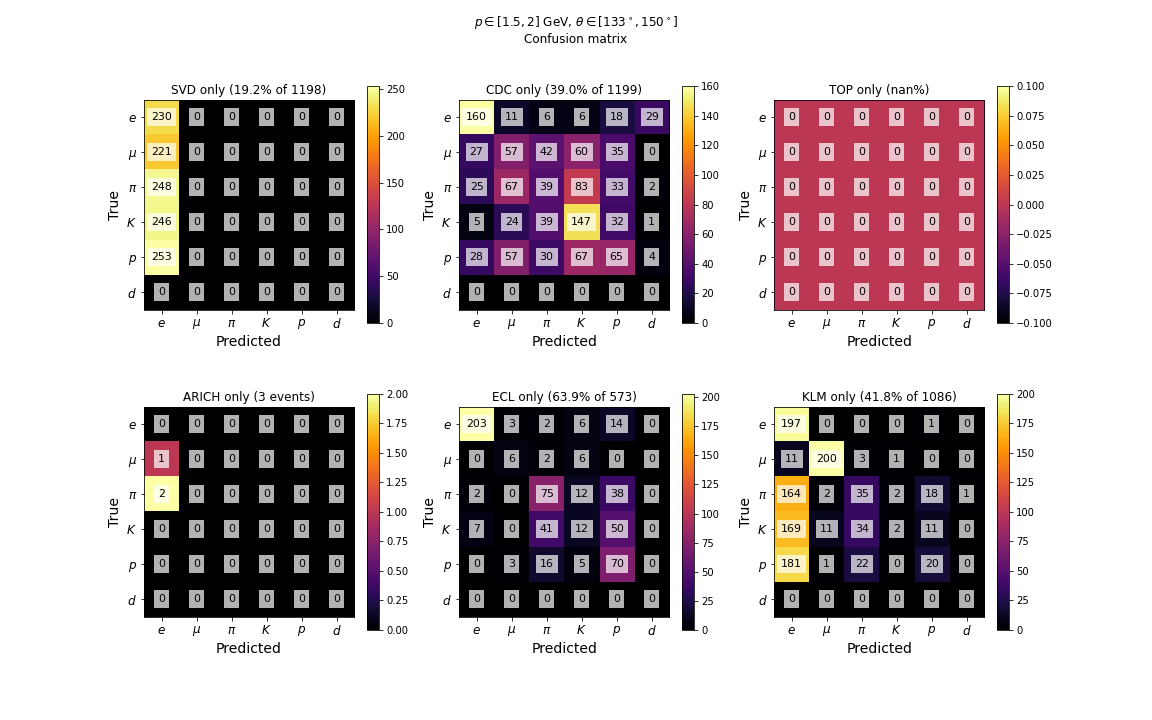 p ∈ [1.5, 2] GeV, θ ∈ [133°, 150°]
Confusion matrix
SVD only (19.2% of 1198)
True
e 230 0 0 0 0 0
μ 221 0 0 0 0 0
π 248 0 0 0 0 0
K 246 0 0 0 0 0
p 253 0 0 0 0 0
d 0 0 0 0 0 0
e μ π K p d
Predicted
250
200
150
100
50
0
CDC only (39.0% of 1199)
True
e 160 11 6 6 18 29
μ 27 57 42 60 35 0
π 25 67 39 83 33 2
K 5 24 39 147 32 1
p 28 57 30 67 65 4
d 0 0 0 0 0 0
e μ π K p d
Predicted
160
140
120
100
80
60
40
20
0
TOP only (nan%)
True
e 0 0 0 0 0 0
μ 0 0 0 0 0 0
π 0 0 0 0 0 0
K 0 0 0 0 0 0
p 0 0 0 0 0 0
d 0 0 0 0 0 0
e μ π K p d
Predicted
0.100
0.075
0.050
0.025
0.000
−0.025
−0.050
−0.075
−0.100
ARICH only (3 events)
True
e 0 0 0 0 0 0
μ 1 0 0 0 0 0
π 2 0 0 0 0 0
K 0 0 0 0 0 0
p 0 0 0 0 0 0
d 0 0 0 0 0 0
e μ π K p d
Predicted
2.00
1.75
1.50
1.25
1.00
0.75
0.50
0.25
0.00
ECL only (63.9% of 573)
True
e 203 3 2 6 14 0
μ 0 6 2 6 0 0
π 2 0 75 12 38 0
K 7 0 41 12 50 0
p 0 3 16 5 70 0
d 0 0 0 0 0 0
e μ π K p d
Predicted
200
175
150
125
100
75
50
25
0
KLM only (41.8% of 1086)
True
e 197 0 0 0 1 0
μ 11 200 3 1 0 0
π 164 2 35 2 18 1
K 169 11 34 2 11 0
p 181 1 22 0 20 0
d 0 0 0 0 0 0
e μ π K p d
Predicted
200
175
150
125
100
75
50
25
0